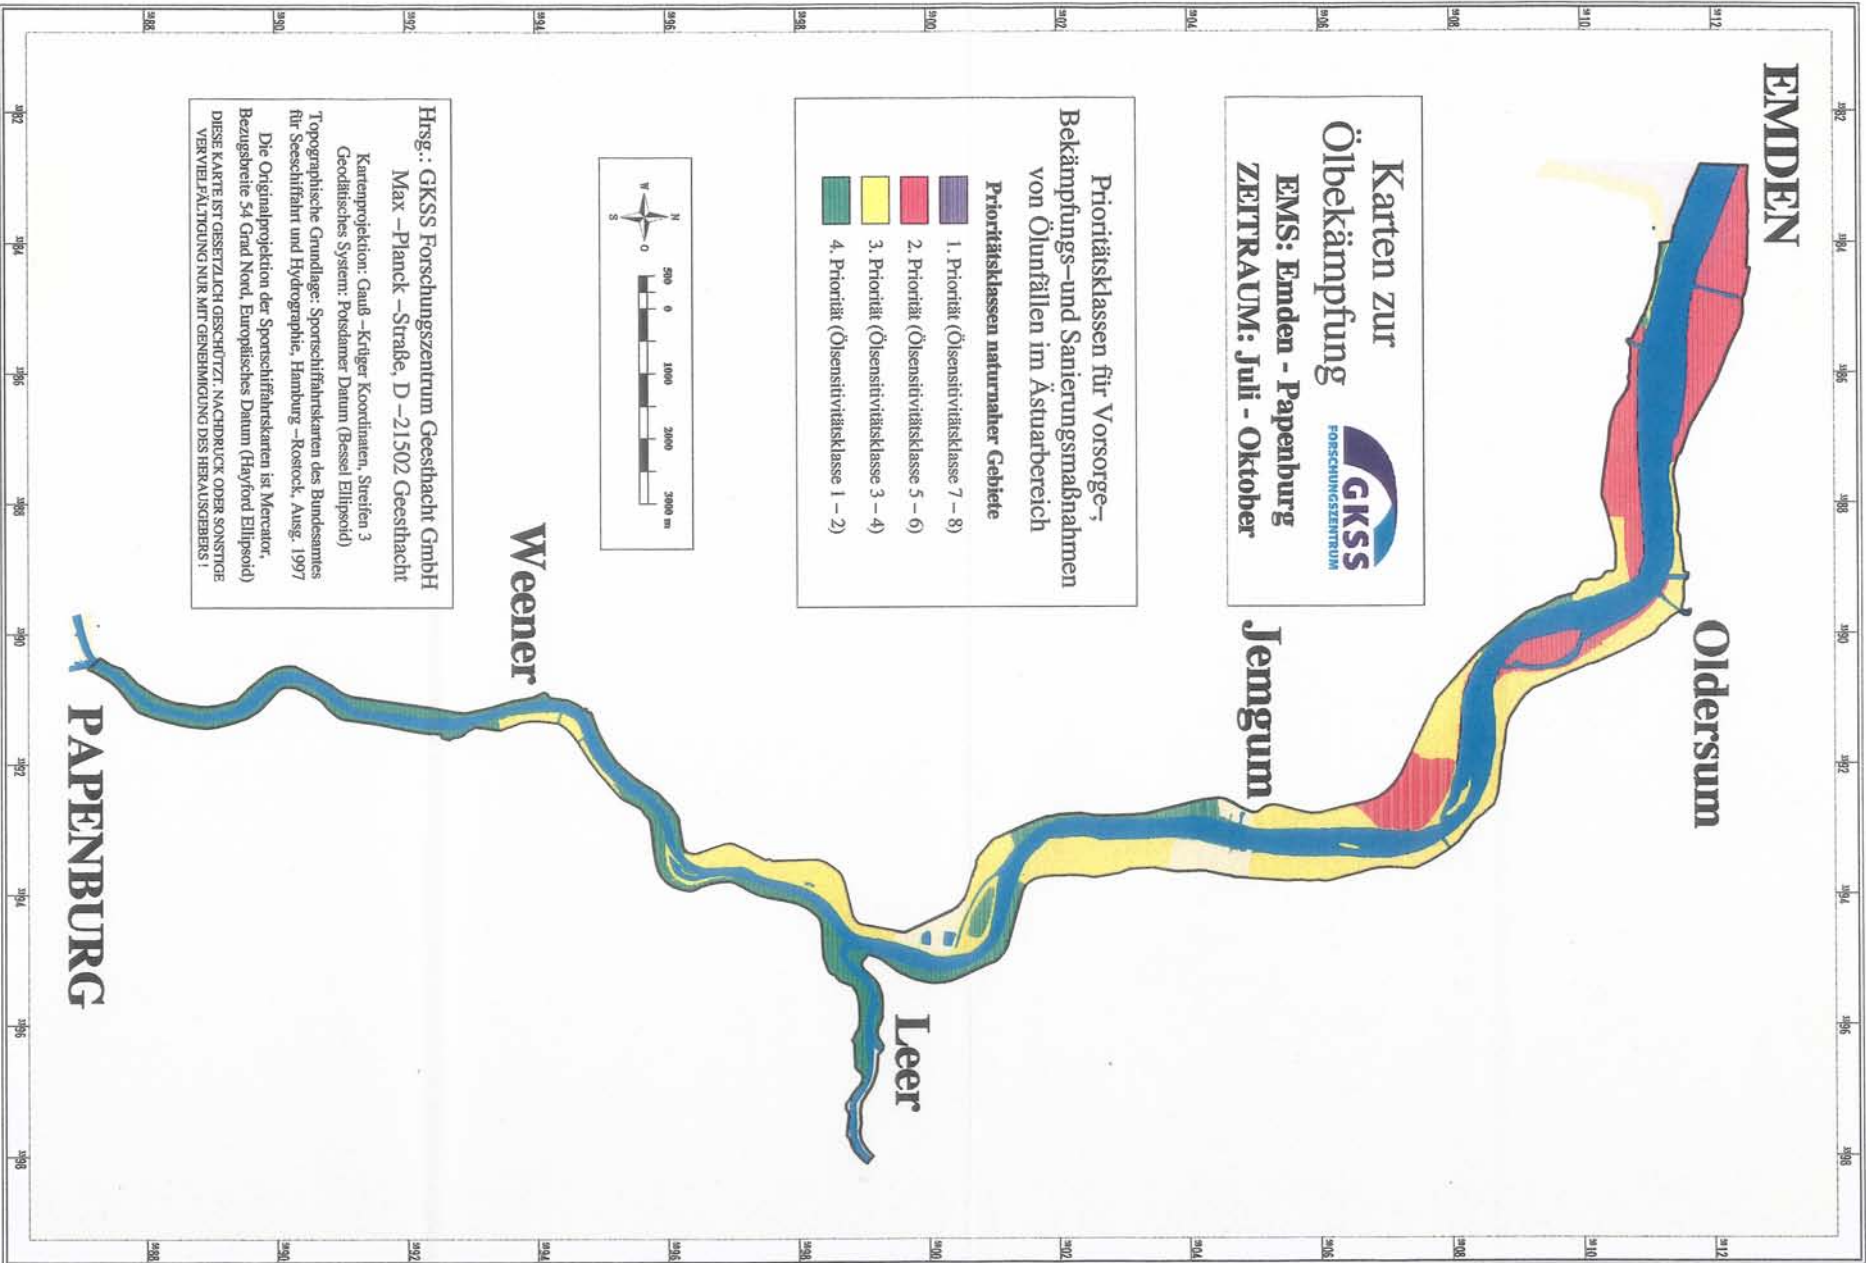 EMDEN
Karten zur
Ölbekämpfung
GKSS
FORSCHUNGSZENTRUM
EMS: Emden - Papenburg
ZEITRAUM: Juli - Oktober
Oldersum
Jemgum
Prioritätsklassen für Vorsorge–,
Bekämpfungs–und Sanierungsmaßnahmen
von Ölunfällen im Ästuarbereich
Prioritätsklassen naturnaher Gebiete
1. Priorität (Ölsensitivitätsklasse 7 – 8)
2. Priorität (Ölsensitivitätsklasse 5 – 6)
3. Priorität (Ölsensitivitätsklasse 3 – 4)
4. Priorität (Ölsensitivitätsklasse 1 – 2)
Leer
N
W
O
S
500 0 1000 2000 3000 m
Weener
Hrsg.: GKSS Forschungszentrum Geesthacht GmbH
Max –Planck –Straße, D –21502 Geesthacht
Kartenprojektion: Gauß –Krüger Koordinaten, Streifen 3
Geodätisches System: Potsdamer Datum (Bessel Ellipsoid)
Topographische Grundlage: Sportschiffahrtskarten des Bundesamtes
für Seeschiffahrt und Hydrographie, Hamburg –Rostock, Ausg. 1997
Die Originalprojektion der Sportschiffahrtskarten ist Mercator,
Bezugsbreite 54 Grad Nord, Europäisches Datum (Hayford Ellipsoid)
DIESE KARTE IST GESETZLICH GESCHÜTZT. NACHDRUCK ODER SONSTIGE
VERVIELFÄLTIGUNG NUR MIT GENEHMIGUNG DES HERAUSGEBERS !
PAPENBURG